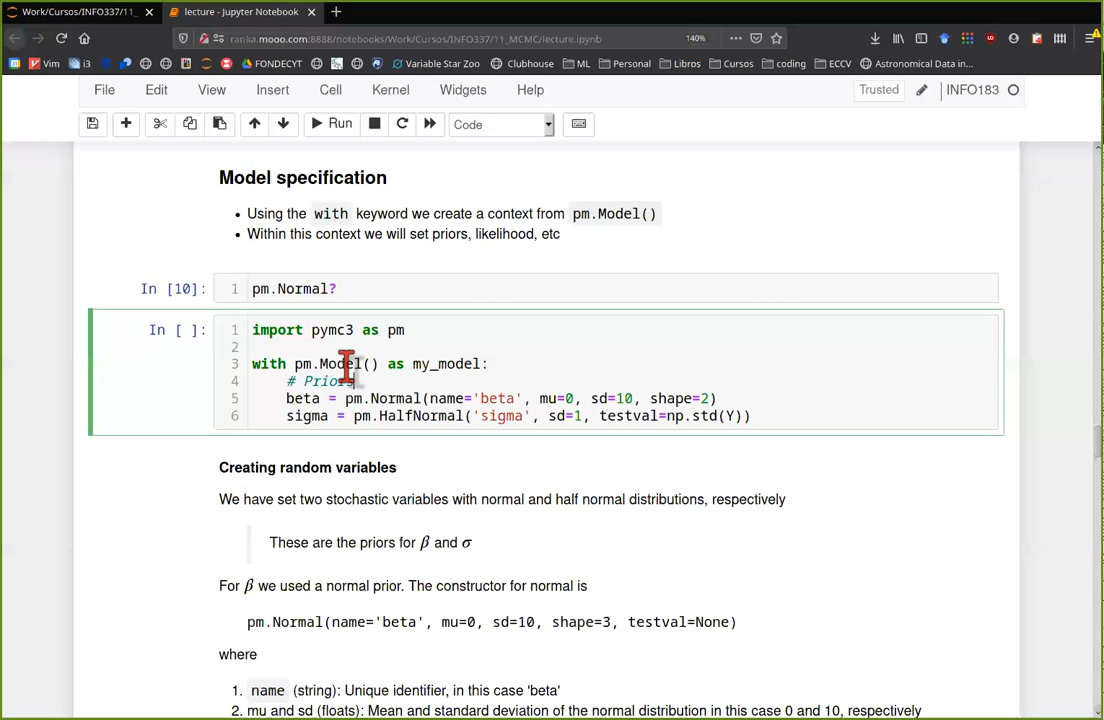 Work/Cursos/INFO337/11_ × lecture - Jupyter Notebook × +
ranka.mooo.com:8888/notebooks/Work/Cursos/INFO337/11_MCMC/lecture.ipynb 140%
Vim i3 FONDECYT Variable Star Zoo Clubhouse ML Personal Libros Cursos coding ECCV Astronomical Data in...
File Edit View Insert Cell Kernel Widgets Help Trusted INFO183
Run Code
Model specification
• Using the with keyword we create a context from pm.Model()
• Within this context we will set priors, likelihood, etc
In [10]: 1 pm.Normal?
In [ ]: 1 import pymc3 as pm
2
3 with pm.Model() as my_model:
4 # Priors
5 beta = pm.Normal(name='beta', mu=0, sd=10, shape=2)
6 sigma = pm.HalfNormal('sigma', sd=1, testval=np.std(Y))
Creating random variables
We have set two stochastic variables with normal and half normal distributions, respectively
These are the priors for β and σ
For β we used a normal prior. The constructor for normal is
pm.Normal(name='beta', mu=0, sd=10, shape=3, testval=None)
where
1. name (string): Unique identifier, in this case 'beta'
2. mu and sd (floats): Mean and standard deviation of the normal distribution in this case 0 and 10, respectively